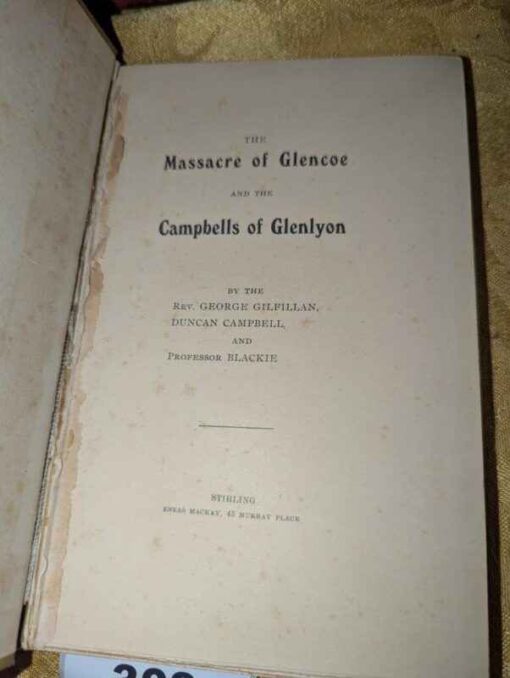 THE
Massacre of Glencoe
AND THE
Campbells of Glenlyon
BY THE
REV. GEORGE GILFILLAN,
DUNCAN CAMPBELL,
AND
PROFESSOR BLACKIE
STIRLING
ENEAS MACKAY, 43 MURRAY PLACE